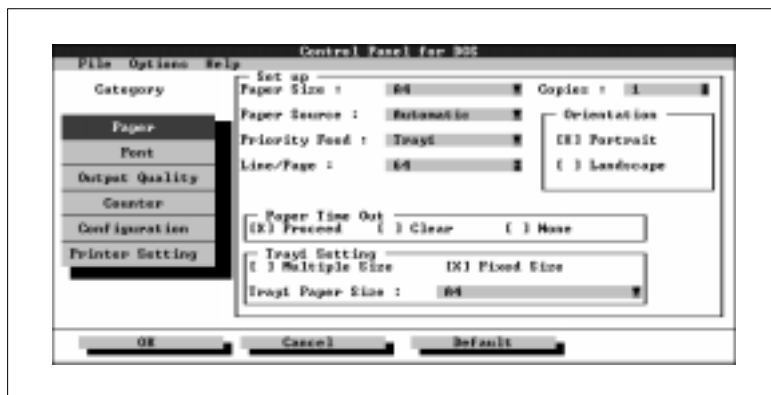 Control Panel for DOS
File Options Help
Category
Paper
Font
Output Quality
Counter
Configuration
Printer Setting
Set up
Paper Size : A4
Paper Source : Automatic
Priority Feed : Tray1
Line/Page : 64
Copies : 1
Orientation
[X] Portrait
[ ] Landscape
Paper Time Out
[X] Proceed [ ] Clear [ ] None
Tray1 Setting
[ ] Multiple Size [X] Fixed Size
Tray1 Paper Size : A4
OK Cancel Default